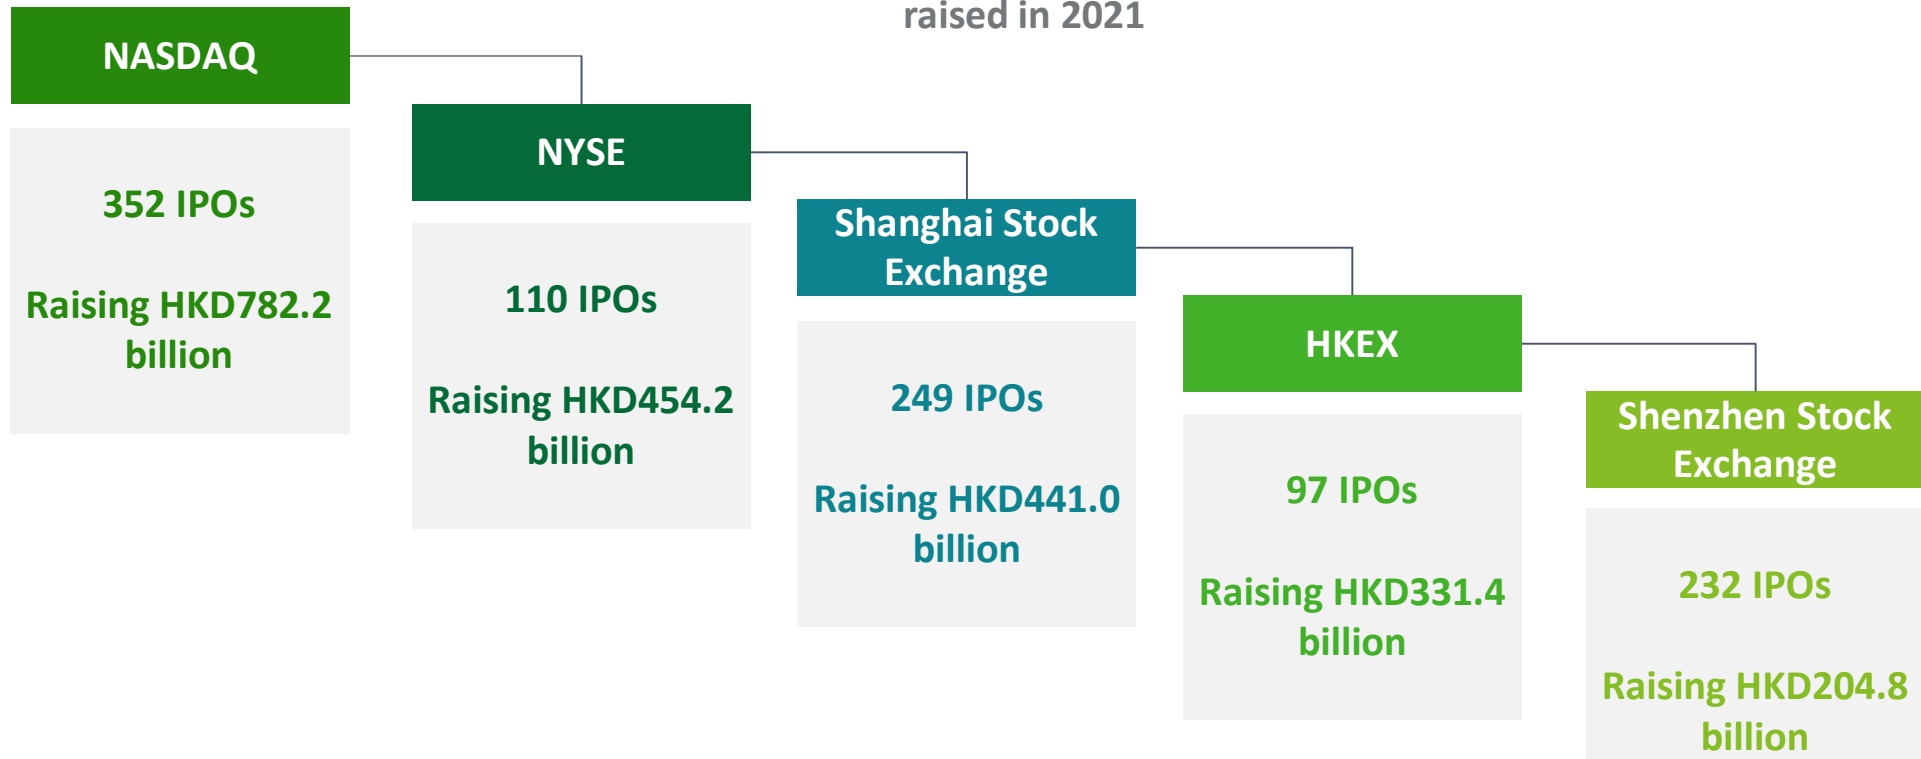 raised in 2021
NASDAQ
352 IPOs
Raising HKD782.2
billion
NYSE
110 IPOs
Raising HKD454.2
billion
Shanghai Stock
Exchange
249 IPOs
Raising HKD441.0
billion
HKEX
97 IPOs
Raising HKD331.4
billion
Shenzhen Stock
Exchange
232 IPOs
Raising HKD204.8
billion